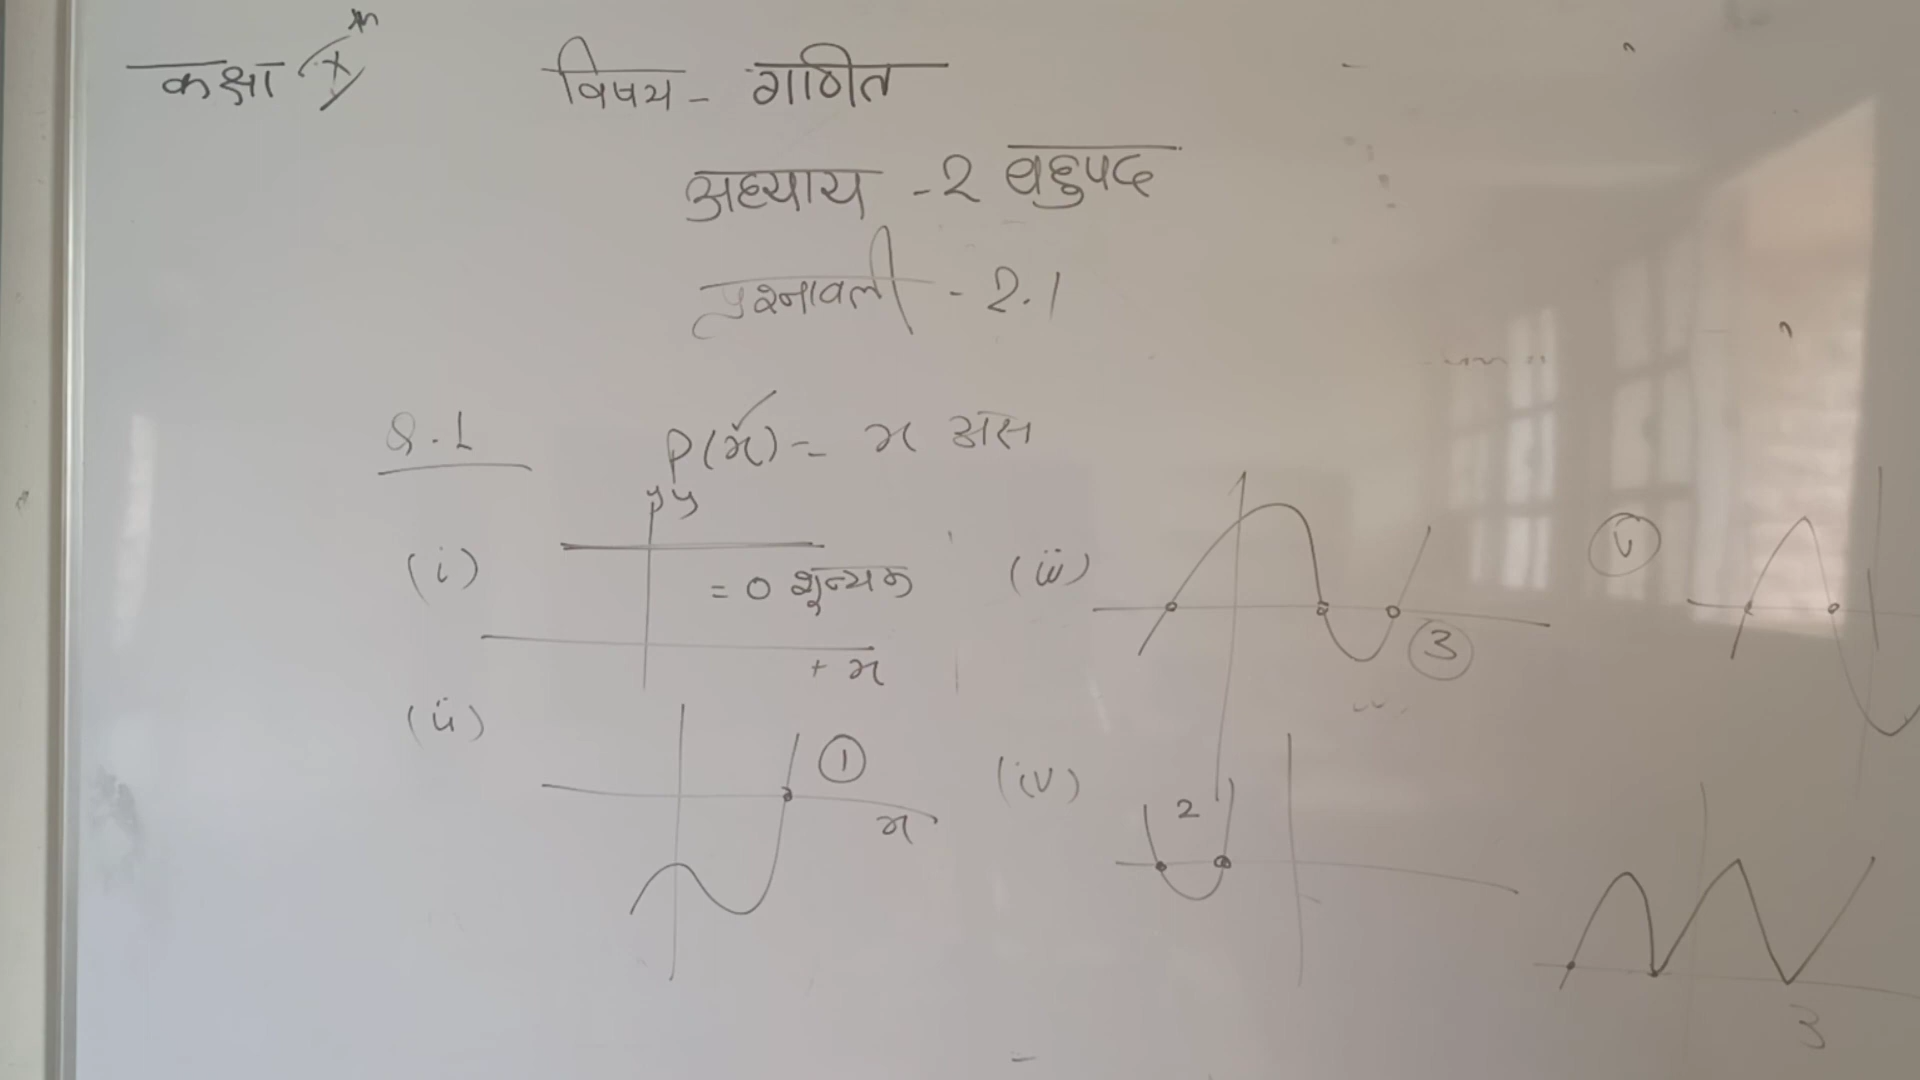 कक्षा X th
विषय - गणित
अध्याय - 2 बहुपद
प्रश्नावली - 2.1
Q.1 P(x) = x अक्ष
(i) y y
= 0 शून्यक
+ x
(ii) 1
x
(iii) 3
(iv) 2
V
3